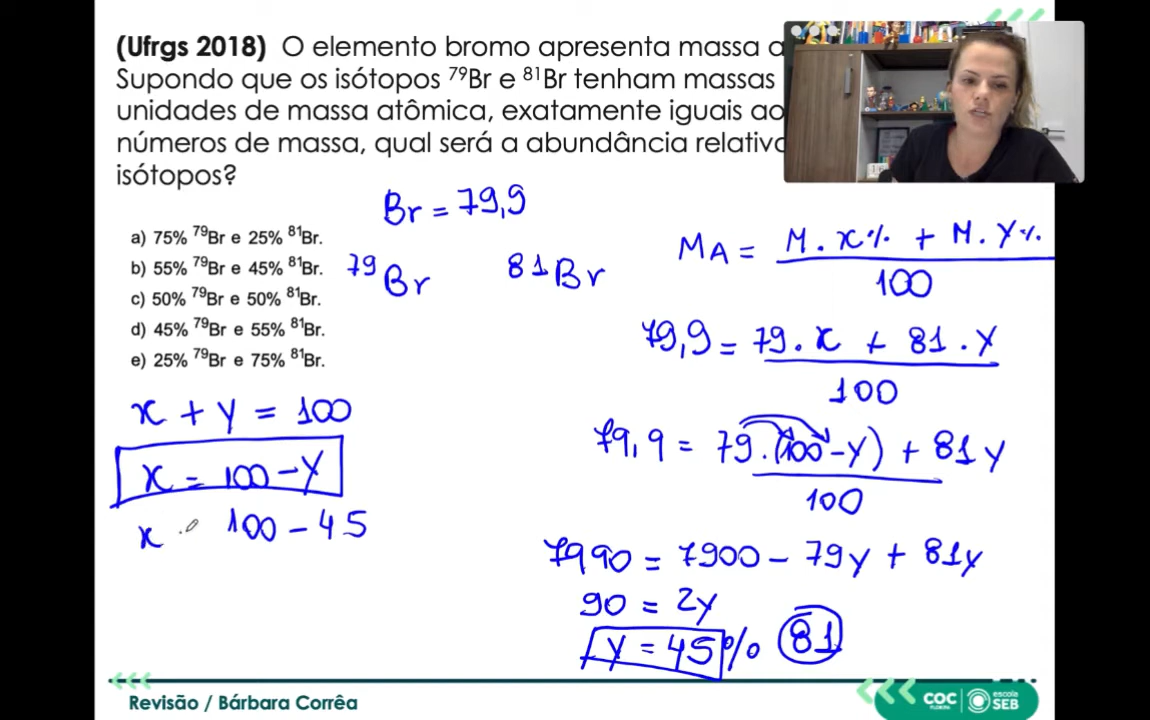 (Ufrgs 2018) O elemento bromo apresenta massa a
Supondo que os isótopos ⁷⁹Br e ⁸¹Br tenham massas
unidades de massa atômica, exatamente iguais ao
números de massa, qual será a abundância relativa
isótopos?
a) 75% ⁷⁹Br e 25% ⁸¹Br.
b) 55% ⁷⁹Br e 45% ⁸¹Br.
c) 50% ⁷⁹Br e 50% ⁸¹Br.
d) 45% ⁷⁹Br e 55% ⁸¹Br.
e) 25% ⁷⁹Br e 75% ⁸¹Br.
Br = 79,9
⁷⁹Br ⁸¹Br
x + y = 100
x = 100 - y
x = 100 - 45
MA = M. x% + M. y%
100
79,9 = 79. x + 81. y
100
79,9 = 79.(100-y) + 81y
100
7990 = 7900 - 79y + 81y
90 = 2y
y = 45% 81
Revisão / Bárbara Corrêa
COC FLORIPA escola SEB